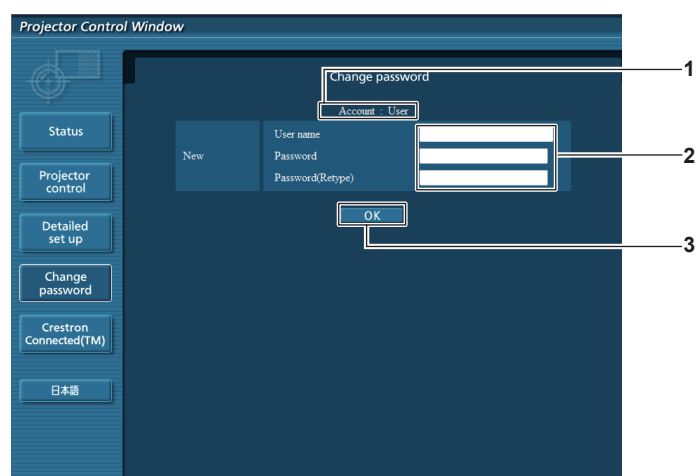 Projector Control Window
Change password
1
Account : User
Status
User name
New
Password
2
Password(Retype)
Projector
control
OK
Detailed
set up
3
Change
password
Crestron
Connected(TM)
日本語